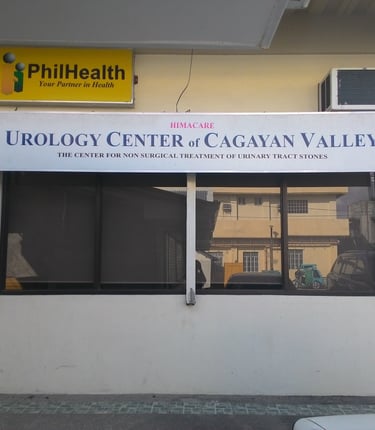 PhilHealth
Your Partner in Health
HIMACARE
UROLOGY CENTER of CAGAYAN VALLEY
THE CENTER FOR NON SURGICAL TREATMENT OF URINARY TRACT STONES